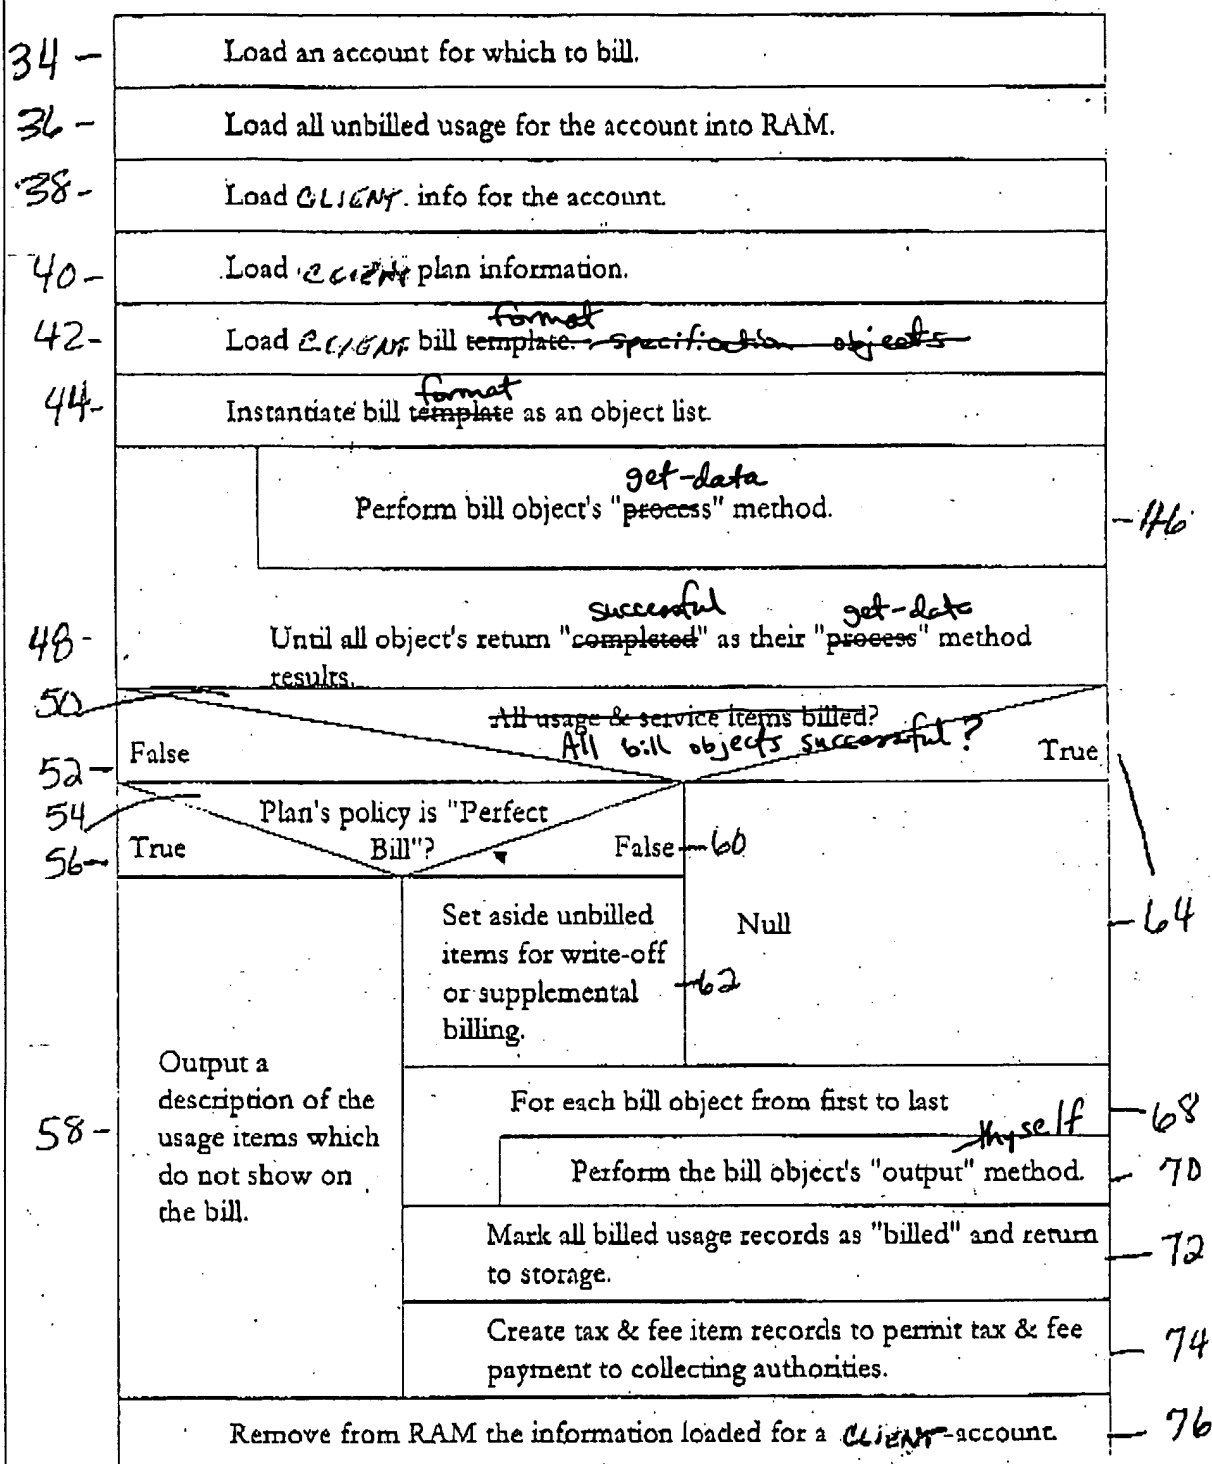 34 - Load an account for which to bill.
36 - Load all unbilled usage for the account into RAM.
38 - Load CLIENT info for the account.
40 - Load CLIENT plan information.
format
42 - Load CLIENT bill template. specification objects
format
44 - Instantiate bill template as an object list.
get-data
Perform bill object's "process" method. - 46
successful get-data
48 - Until all object's return "completed" as their "process" method
results.
50
All usage & service items billed?
All bill objects successful?
52 - False True
54 Plan's policy is "Perfect
Bill"?
56 - True False - 60
Set aside unbilled
items for write-off
or supplemental
billing.
- 62
Null - 64
Output a
description of the
usage items which
do not show on
the bill.
58 -
For each bill object from first to last - 68
thyself
Perform the bill object's "output" method. - 70
Mark all billed usage records as "billed" and return
to storage. - 72
Create tax & fee item records to permit tax & fee
payment to collecting authorities. - 74
Remove from RAM the information loaded for a CLIENT-account. - 76